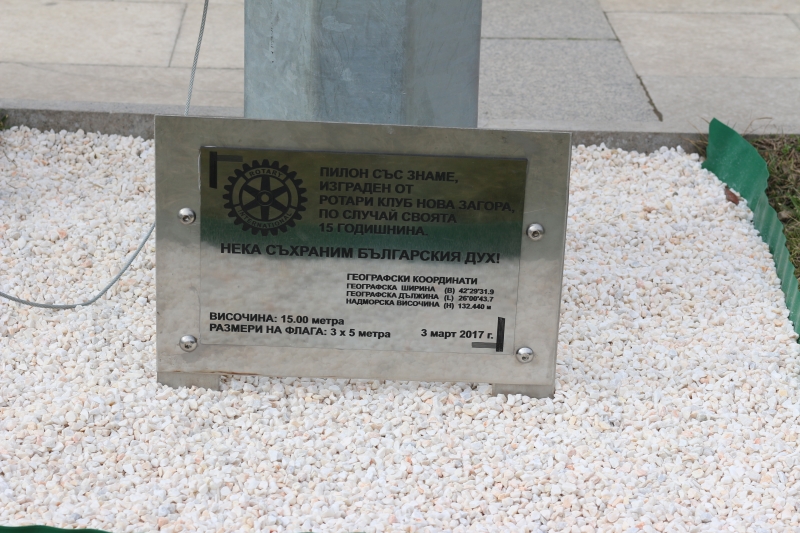 ROTARY
INTERNATIONAL
ПИЛОН СЪС ЗНАМЕ,
ИЗГРАДЕН ОТ
РОТАРИ КЛУБ НОВА ЗАГОРА,
ПО СЛУЧАЙ СВОЯТА
15 ГОДИШНИНА.
НЕКА СЪХРАНИМ БЪЛГАРСКИЯ ДУХ!
ГЕОГРАФСКИ КООРДИНАТИ
ГЕОГРАФСКА ШИРИНА (B) 42°29'31.9
ГЕОГРАФСКА ДЪЛЖИНА (L) 26°00'43.7
НАДМОРСКА ВИСОЧИНА (H) 132.440 м
ВИСОЧИНА: 15.00 метра
РАЗМЕРИ НА ФЛАГА: 3 х 5 метра 3 март 2017 г.